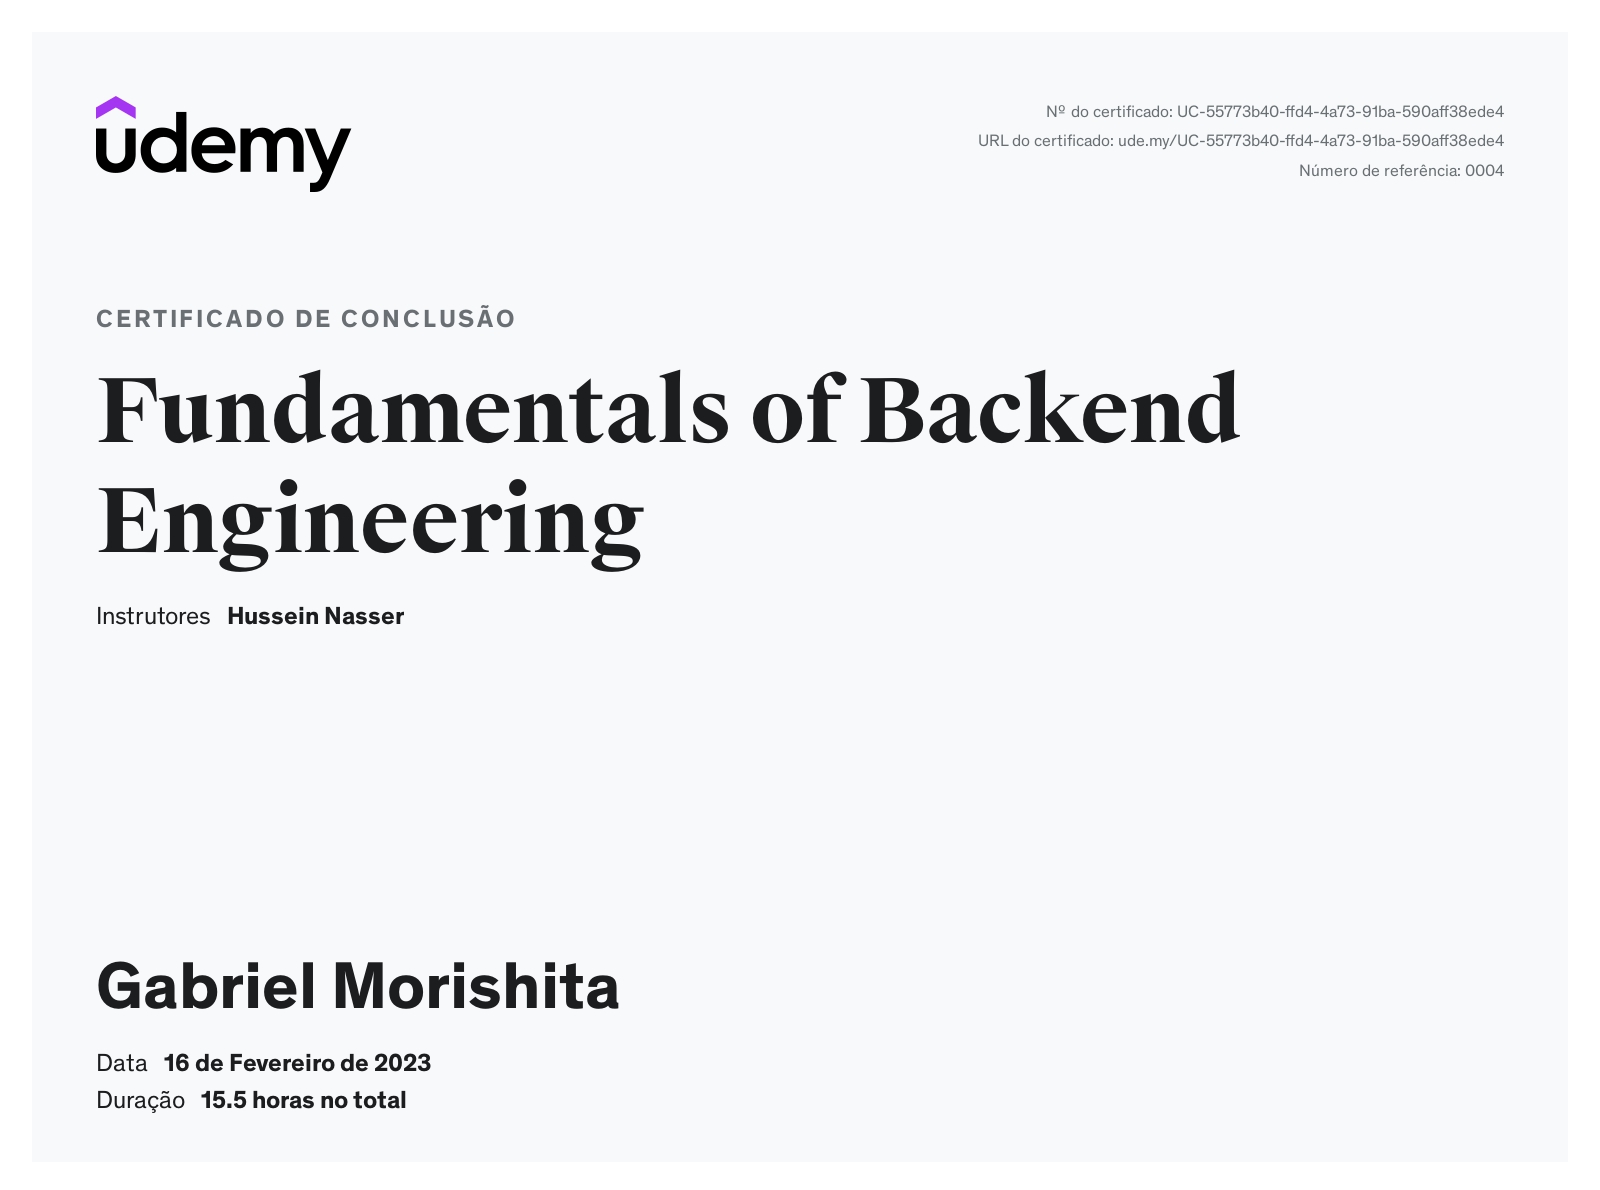 udemy
Nº do certificado: UC-55773b40-ffd4-4a73-91ba-590aff38ede4
URL do certificado: ude.my/UC-55773b40-ffd4-4a73-91ba-590aff38ede4
Número de referência: 0004
CERTIFICADO DE CONCLUSÃO
Fundamentals of Backend
Engineering
Instrutores Hussein Nasser
Gabriel Morishita
Data 16 de Fevereiro de 2023
Duração 15.5 horas no total